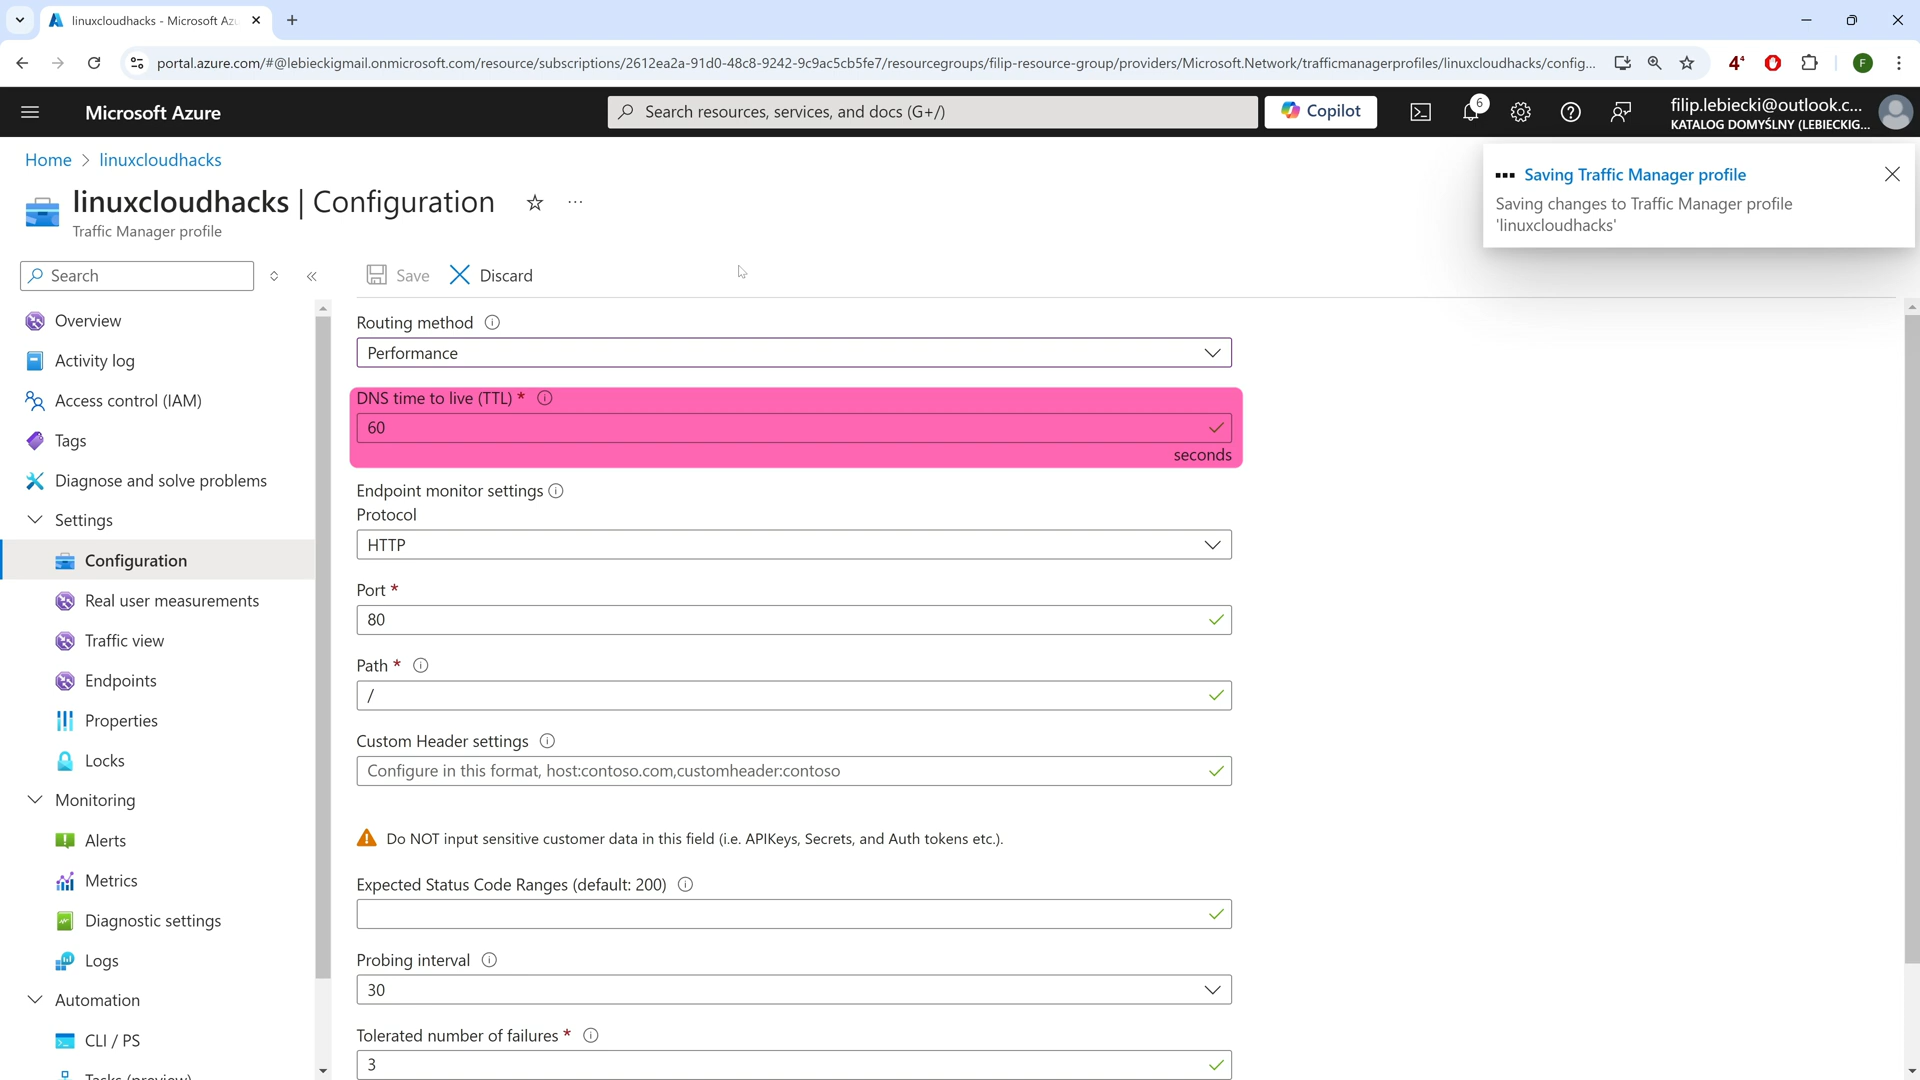 linuxcloudhacks - Microsoft Azu
portal.azure.com/#@lebieckigmail.onmicrosoft.com/resource/subscriptions/2612ea2a-91d0-48c8-9242-9c9ac5cb5fe7/resourcegroups/filip-resource-group/providers/Microsoft.Network/trafficmanagerprofiles/linuxcloudhacks/config...
4⁴
F
Microsoft Azure
Search resources, services, and docs (G+/)
Copilot
6
filip.lebiecki@outlook.c...
KATALOG DOMYŚLNY (LEBIECKIG...
Home > linuxcloudhacks
linuxcloudhacks | Configuration
Traffic Manager profile
Saving Traffic Manager profile
Saving changes to Traffic Manager profile
'linuxcloudhacks'
Search
Save
Discard
Overview
Activity log
Access control (IAM)
Tags
Diagnose and solve problems
Settings
Configuration
Real user measurements
Traffic view
Endpoints
Properties
Locks
Monitoring
Alerts
Metrics
Diagnostic settings
Logs
Automation
CLI / PS
Tasks (preview)
Routing method
Performance
DNS time to live (TTL) *
60
seconds
Endpoint monitor settings
Protocol
HTTP
Port *
80
Path *
/
Custom Header settings
Configure in this format, host:contoso.com,customheader:contoso
Do NOT input sensitive customer data in this field (i.e. APIKeys, Secrets, and Auth tokens etc.).
Expected Status Code Ranges (default: 200)
Probing interval
30
Tolerated number of failures *
3